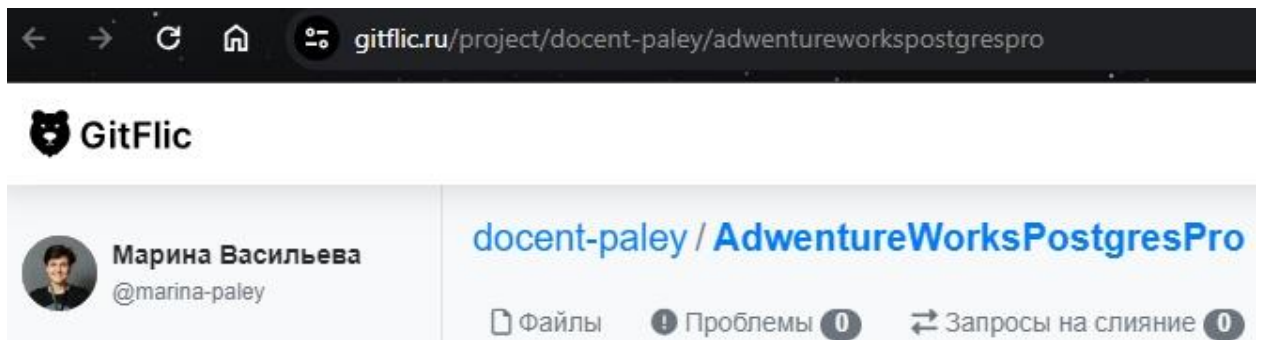 gitflic.ru/project/docent-paley/adwentureworkspostgrespro
GitFlic
Марина Васильева
@marina-paley
docent-paley / AdwentureWorksPostgresPro
Файлы Проблемы 0 Запросы на слияние 0